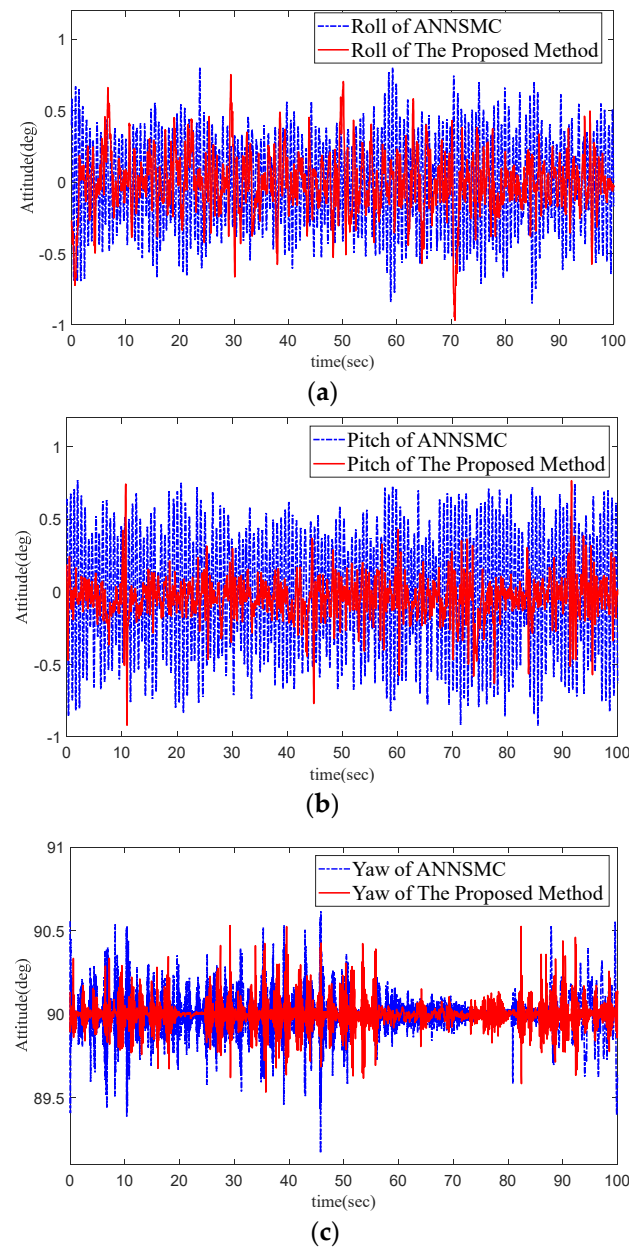 Roll of ANNSMC
Roll of The Proposed Method
1
0.5
0
-0.5
-1
Attitude(deg)
0 10 20 30 40 50 60 70 80 90 100
time(sec)
(a)
Pitch of ANNSMC
Pitch of The Proposed Method
1
0.5
0
-0.5
-1
Attitude(deg)
0 10 20 30 40 50 60 70 80 90 100
time(sec)
(b)
Yaw of ANNSMC
Yaw of The Proposed Method
91
90.5
90
89.5
Attitude(deg)
0 10 20 30 40 50 60 70 80 90 100
time(sec)
(c)